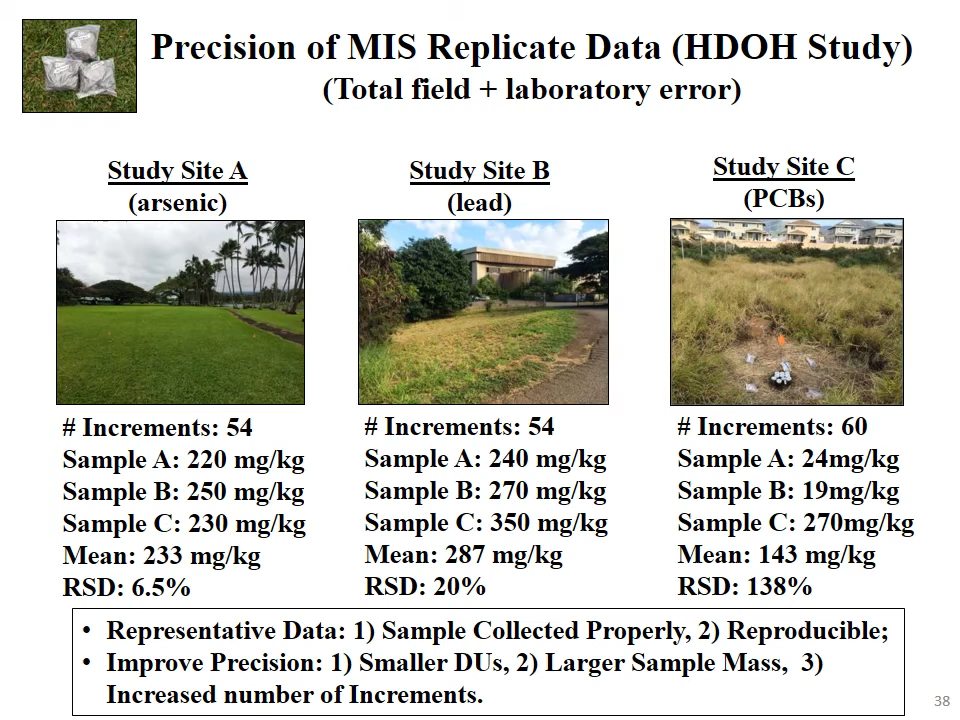 Precision of MIS Replicate Data (HDOH Study)
(Total field + laboratory error)
Study Site A
(arsenic)
# Increments: 54
Sample A: 220 mg/kg
Sample B: 250 mg/kg
Sample C: 230 mg/kg
Mean: 233 mg/kg
RSD: 6.5%
Study Site B
(lead)
# Increments: 54
Sample A: 240 mg/kg
Sample B: 270 mg/kg
Sample C: 350 mg/kg
Mean: 287 mg/kg
RSD: 20%
Study Site C
(PCBs)
# Increments: 60
Sample A: 24mg/kg
Sample B: 19mg/kg
Sample C: 270mg/kg
Mean: 143 mg/kg
RSD: 138%
• Representative Data: 1) Sample Collected Properly, 2) Reproducible;
• Improve Precision: 1) Smaller DUs, 2) Larger Sample Mass, 3)
Increased number of Increments.
38